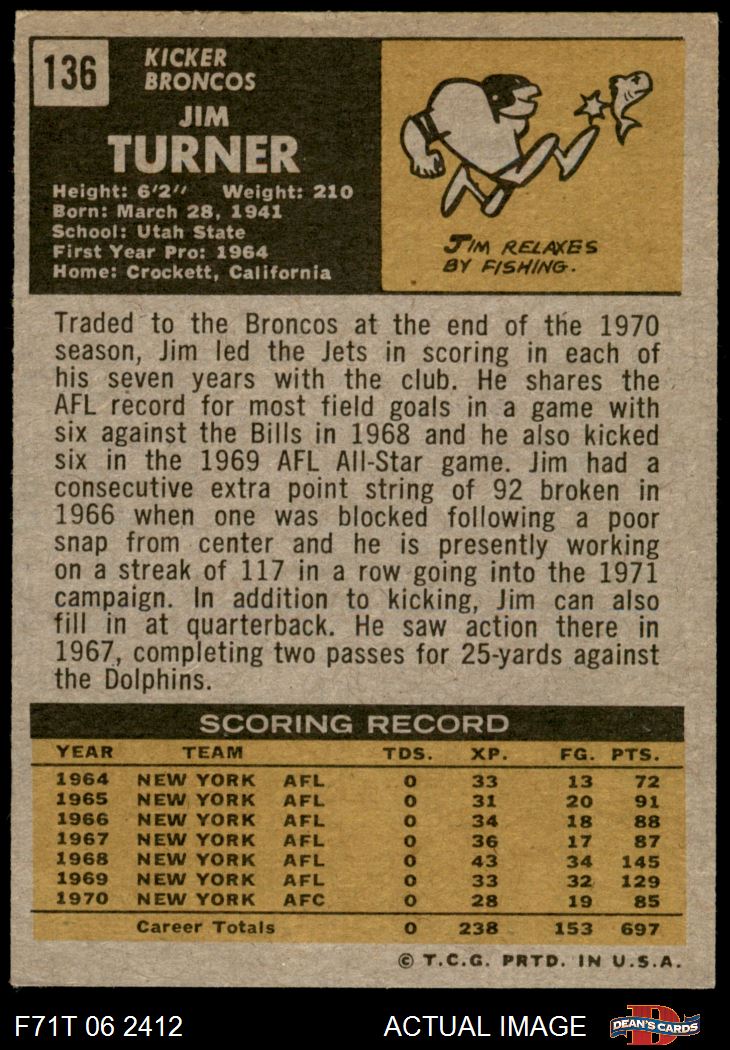 136
KICKER
BRONCOS
JIM
TURNER
Height: 6'2" Weight: 210
Born: March 28, 1941
School: Utah State
First Year Pro: 1964
Home: Crockett, California
JIM RELAXES
BY FISHING.
Traded to the Broncos at the end of the 1970
season, Jim led the Jets in scoring in each of
his seven years with the club. He shares the
AFL record for most field goals in a game with
six against the Bills in 1968 and he also kicked
six in the 1969 AFL All-Star game. Jim had a
consecutive extra point string of 92 broken in
1966 when one was blocked following a poor
snap from center and he is presently working
on a streak of 117 in a row going into the 1971
campaign. In addition to kicking, Jim can also
fill in at quarterback. He saw action there in
1967, completing two passes for 25-yards against
the Dolphins.
SCORING RECORD
YEAR TEAM TDS. XP. FG. PTS.
1964 NEW YORK AFL 0 33 13 72
1965 NEW YORK AFL 0 31 20 91
1966 NEW YORK AFL 0 34 18 88
1967 NEW YORK AFL 0 36 17 87
1968 NEW YORK AFL 0 43 34 145
1969 NEW YORK AFL 0 33 32 129
1970 NEW YORK AFC 0 28 19 85
Career Totals 0 238 153 697
© T.C.G. PRTD. IN U.S.A.
F71T 06 2412 ACTUAL IMAGE DEAN'S CARDS